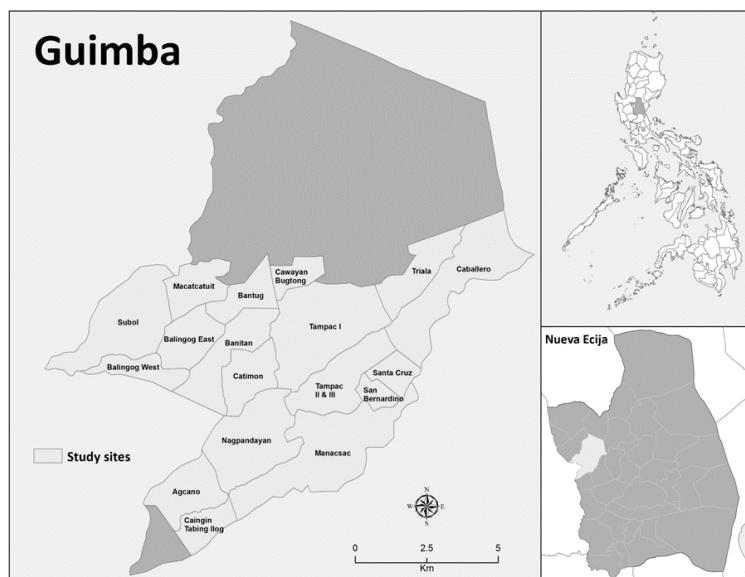 Guimba
Cawayan
Bugtong
Triala
Caballero
Macatcatuit
Bantug
Subol
Tampac I
Balingog East
Banitan
Balingog West
Catimon
Santa Cruz
Tampac
II & III
San
Bernardino
Nagpandayan
Manacsac
Study sites
Agcano
Caingin
Tabing Ilog
N
W
E
S
0
2.5
5
Km
Nueva Ecija